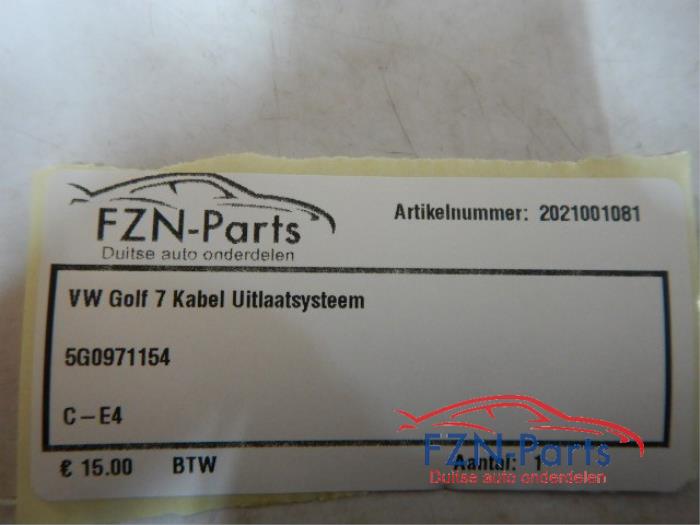 FZN-Parts
Duitse auto onderdelen
Artikelnummer: 2021001081
VW Golf 7 Kabel Uitlaatsysteem
5G0971154
C-E4
€ 15.00 BTW Aantal: 1
FZN-Parts
Duitse auto onderdelen